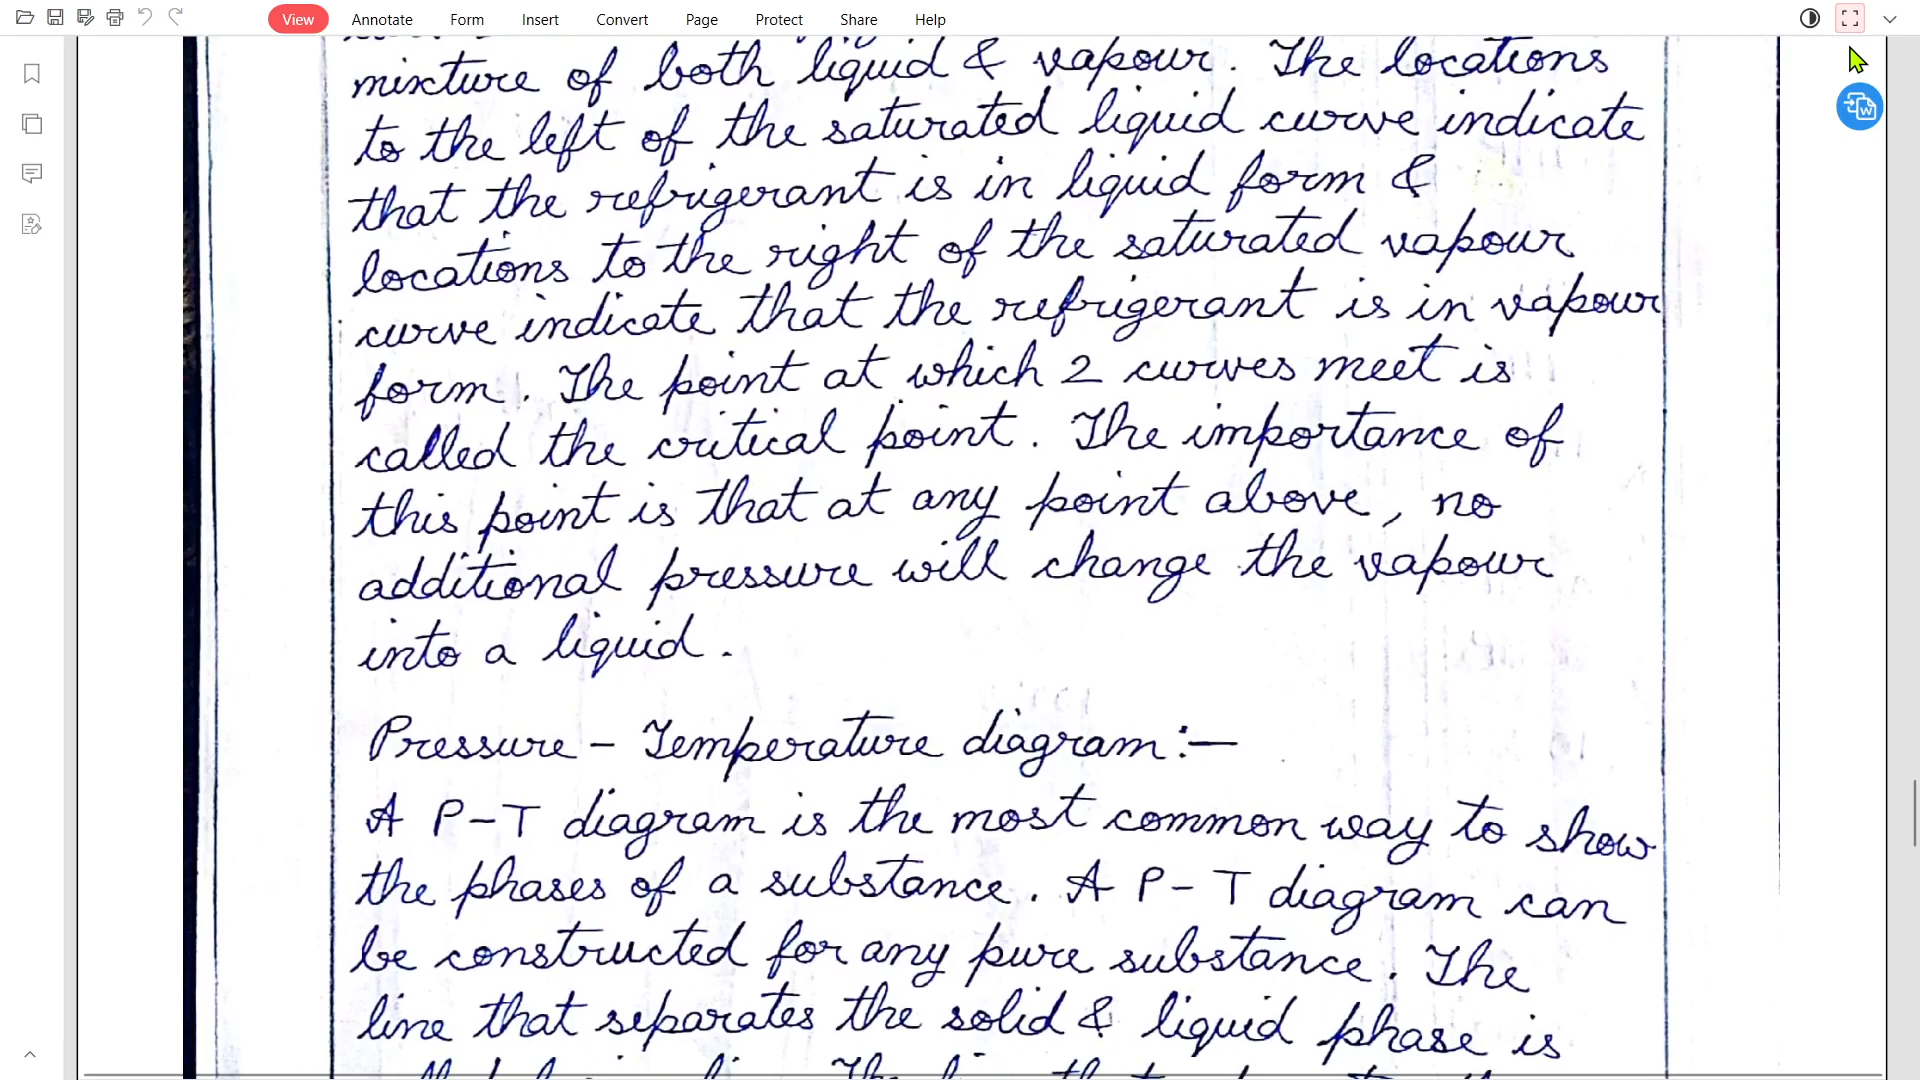 View Annotate Form Insert Convert Page Protect Share Help
mixture of both liquid & vapour. The locations
to the left of the saturated liquid curve indicate
that the refrigerant is in liquid form &
locations to the right of the saturated vapour
curve indicate that the refrigerant is in vapour
form. The point at which 2 curves meet is
called the critical point. The importance of
this point is that at any point above, no
additional pressure will change the vapour
into a liquid.
Pressure - Temperature diagram:-
A P-T diagram is the most common way to show
the phases of a substance. A P-T diagram can
be constructed for any pure substance. The
line that separates the solid & liquid phase is